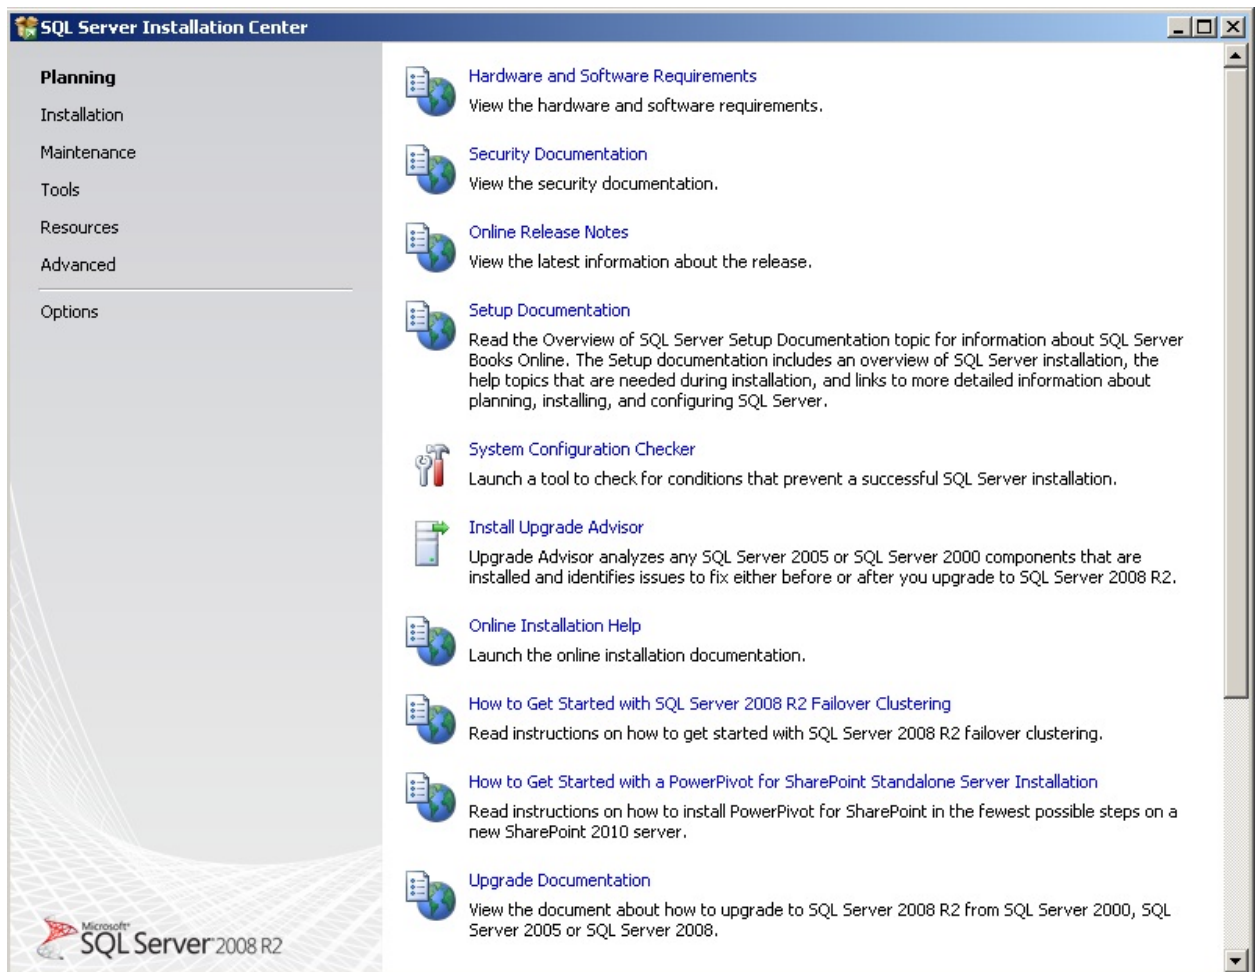 SQL Server Installation Center
Planning
Installation
Maintenance
Tools
Resources
Advanced
Options
Hardware and Software Requirements
View the hardware and software requirements.
Security Documentation
View the security documentation.
Online Release Notes
View the latest information about the release.
Setup Documentation
Read the Overview of SQL Server Setup Documentation topic for information about SQL Server
Books Online. The Setup documentation includes an overview of SQL Server installation, the
help topics that are needed during installation, and links to more detailed information about
planning, installing, and configuring SQL Server.
System Configuration Checker
Launch a tool to check for conditions that prevent a successful SQL Server installation.
Install Upgrade Advisor
Upgrade Advisor analyzes any SQL Server 2005 or SQL Server 2000 components that are
installed and identifies issues to fix either before or after you upgrade to SQL Server 2008 R2.
Online Installation Help
Launch the online installation documentation.
How to Get Started with SQL Server 2008 R2 Failover Clustering
Read instructions on how to get started with SQL Server 2008 R2 failover clustering.
How to Get Started with a PowerPivot for SharePoint Standalone Server Installation
Read instructions on how to install PowerPivot for SharePoint in the fewest possible steps on a
new SharePoint 2010 server.
Upgrade Documentation
View the document about how to upgrade to SQL Server 2008 R2 from SQL Server 2000, SQL
Server 2005 or SQL Server 2008.
Microsoft®
SQL Server 2008 R2